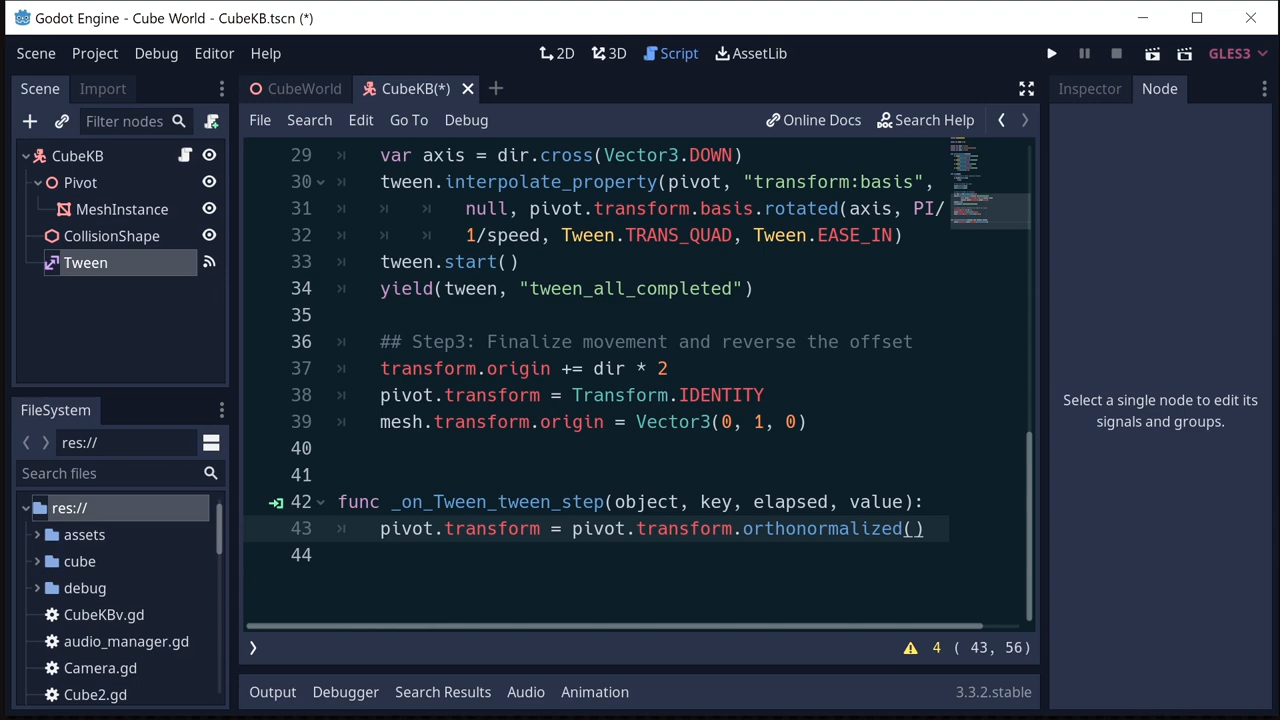 Godot Engine - Cube World - CubeKB.tscn (*)
Scene Project Debug Editor Help
2D 3D Script AssetLib
GLES3
Scene Import
Filter nodes
CubeKB
Pivot
MeshInstance
CollisionShape
Tween
FileSystem
res://
Search files
res://
assets
cube
debug
CubeKBv.gd
audio_manager.gd
Camera.gd
Cube2.gd
CubeWorld CubeKB(*)
File Search Edit Go To Debug Online Docs Search Help
29 var axis = dir.cross(Vector3.DOWN)
30 tween.interpolate_property(pivot, "transform:basis",
31 null, pivot.transform.basis.rotated(axis, PI/
32 1/speed, Tween.TRANS_QUAD, Tween.EASE_IN)
33 tween.start()
34 yield(tween, "tween_all_completed")
35
36 ## Step3: Finalize movement and reverse the offset
37 transform.origin += dir * 2
38 pivot.transform = Transform.IDENTITY
39 mesh.transform.origin = Vector3(0, 1, 0)
40
41
42 func _on_Tween_tween_step(object, key, elapsed, value):
43 pivot.transform = pivot.transform.orthonormalized()
44
4 ( 43, 56)
Output Debugger Search Results Audio Animation 3.3.2.stable
Inspector Node
Select a single node to edit its
signals and groups.